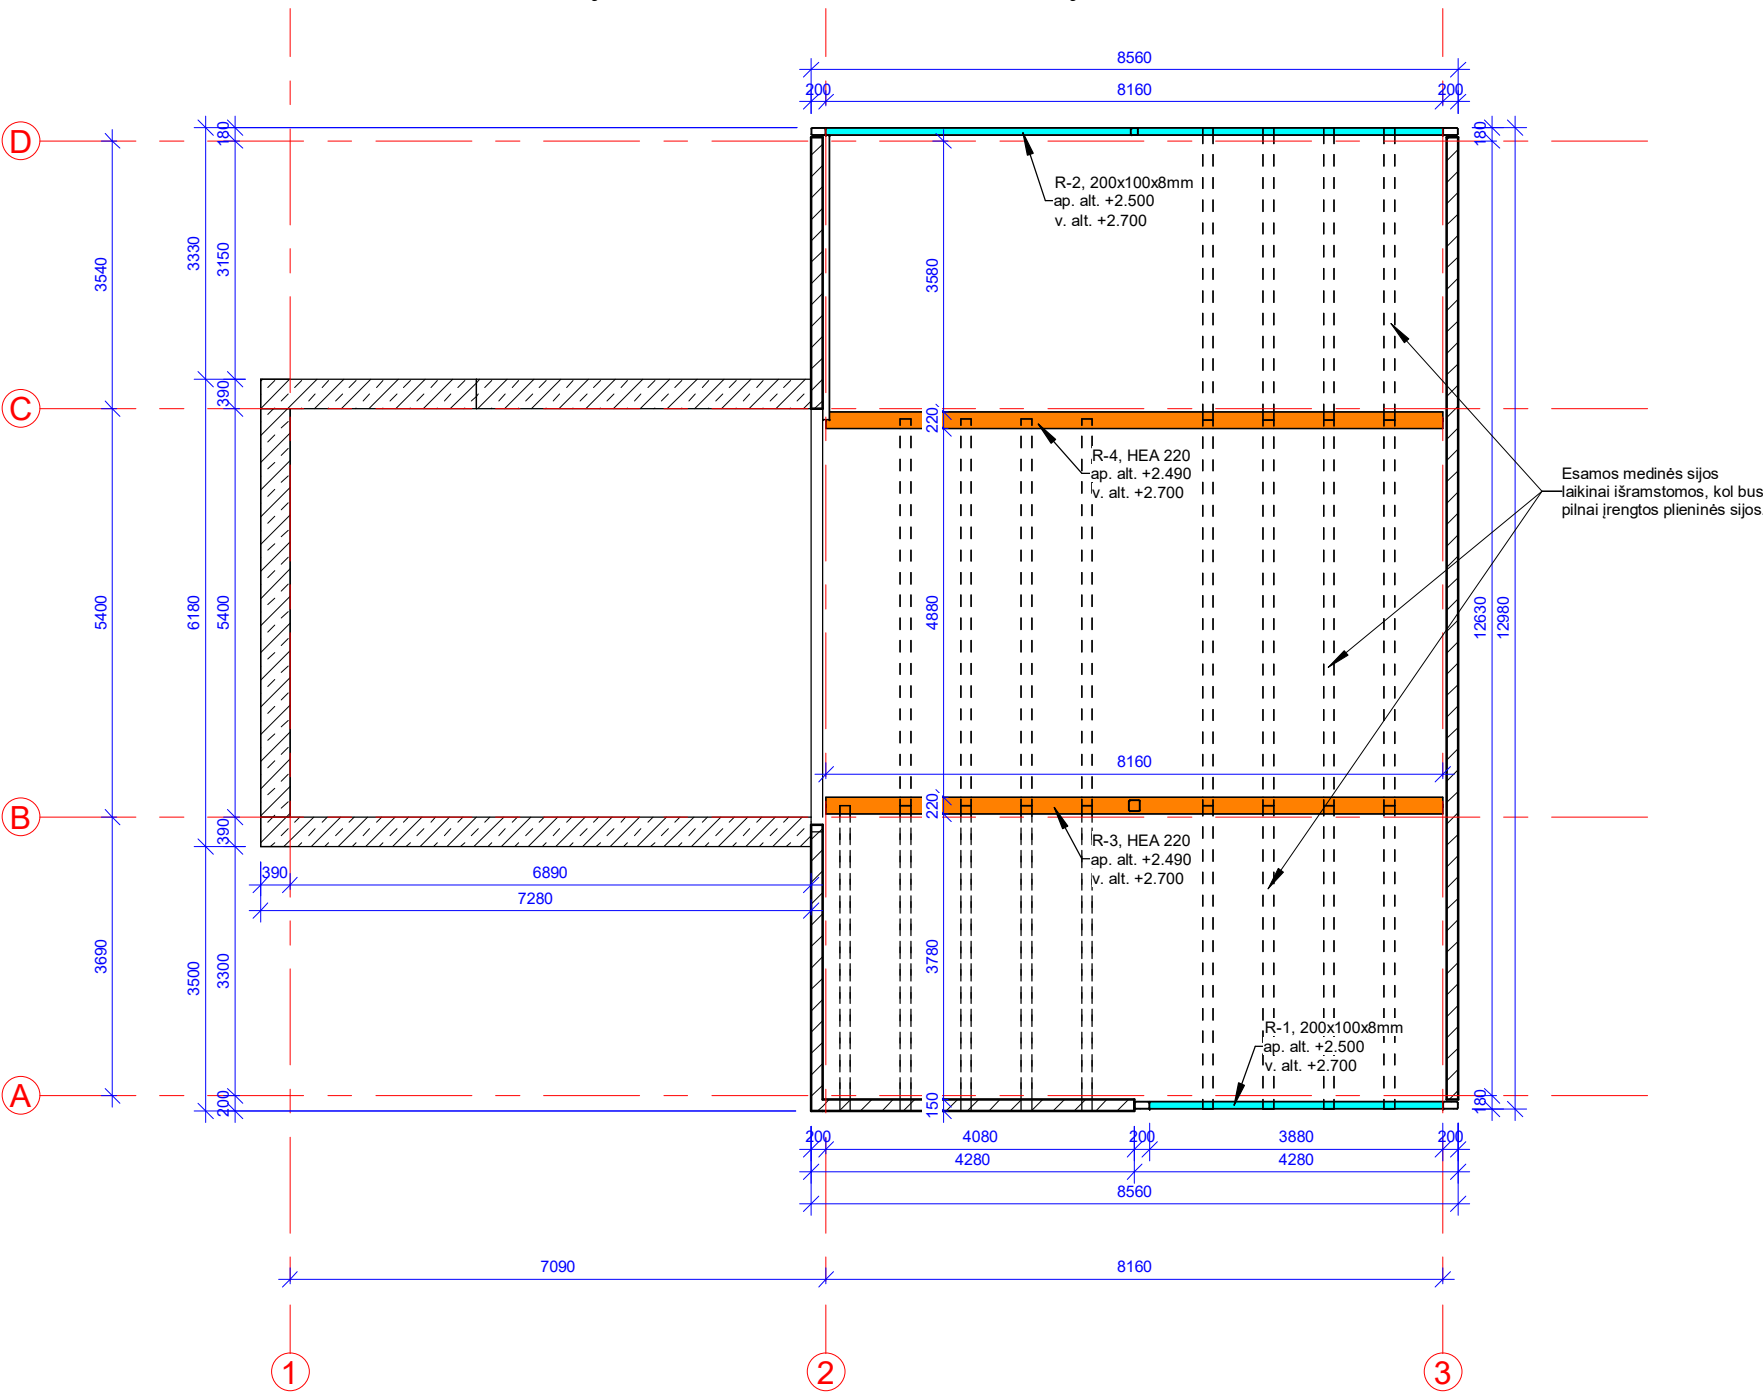 8560
200
8160
200
D
180
180
R-2, 200x100x8mm
ap. alt. +2.500
v. alt. +2.700
3540
3330
3150
3580
C
390
220
R-4, HEA 220
ap. alt. +2.490
v. alt. +2.700
Esamos medinės sijos
laikinai išramstomos, kol bus
pilnai įrengtos plieninės sijos
5400
6180
5400
4880
12630
12980
8160
B
390
220
R-3, HEA 220
ap. alt. +2.490
v. alt. +2.700
390
6890
7280
3690
3500
3300
3780
R-1, 200x100x8mm
ap. alt. +2.500
v. alt. +2.700
A
200
150
180
200
4080
200
3880
200
4280
4280
8560
7090
8160
1
2
3